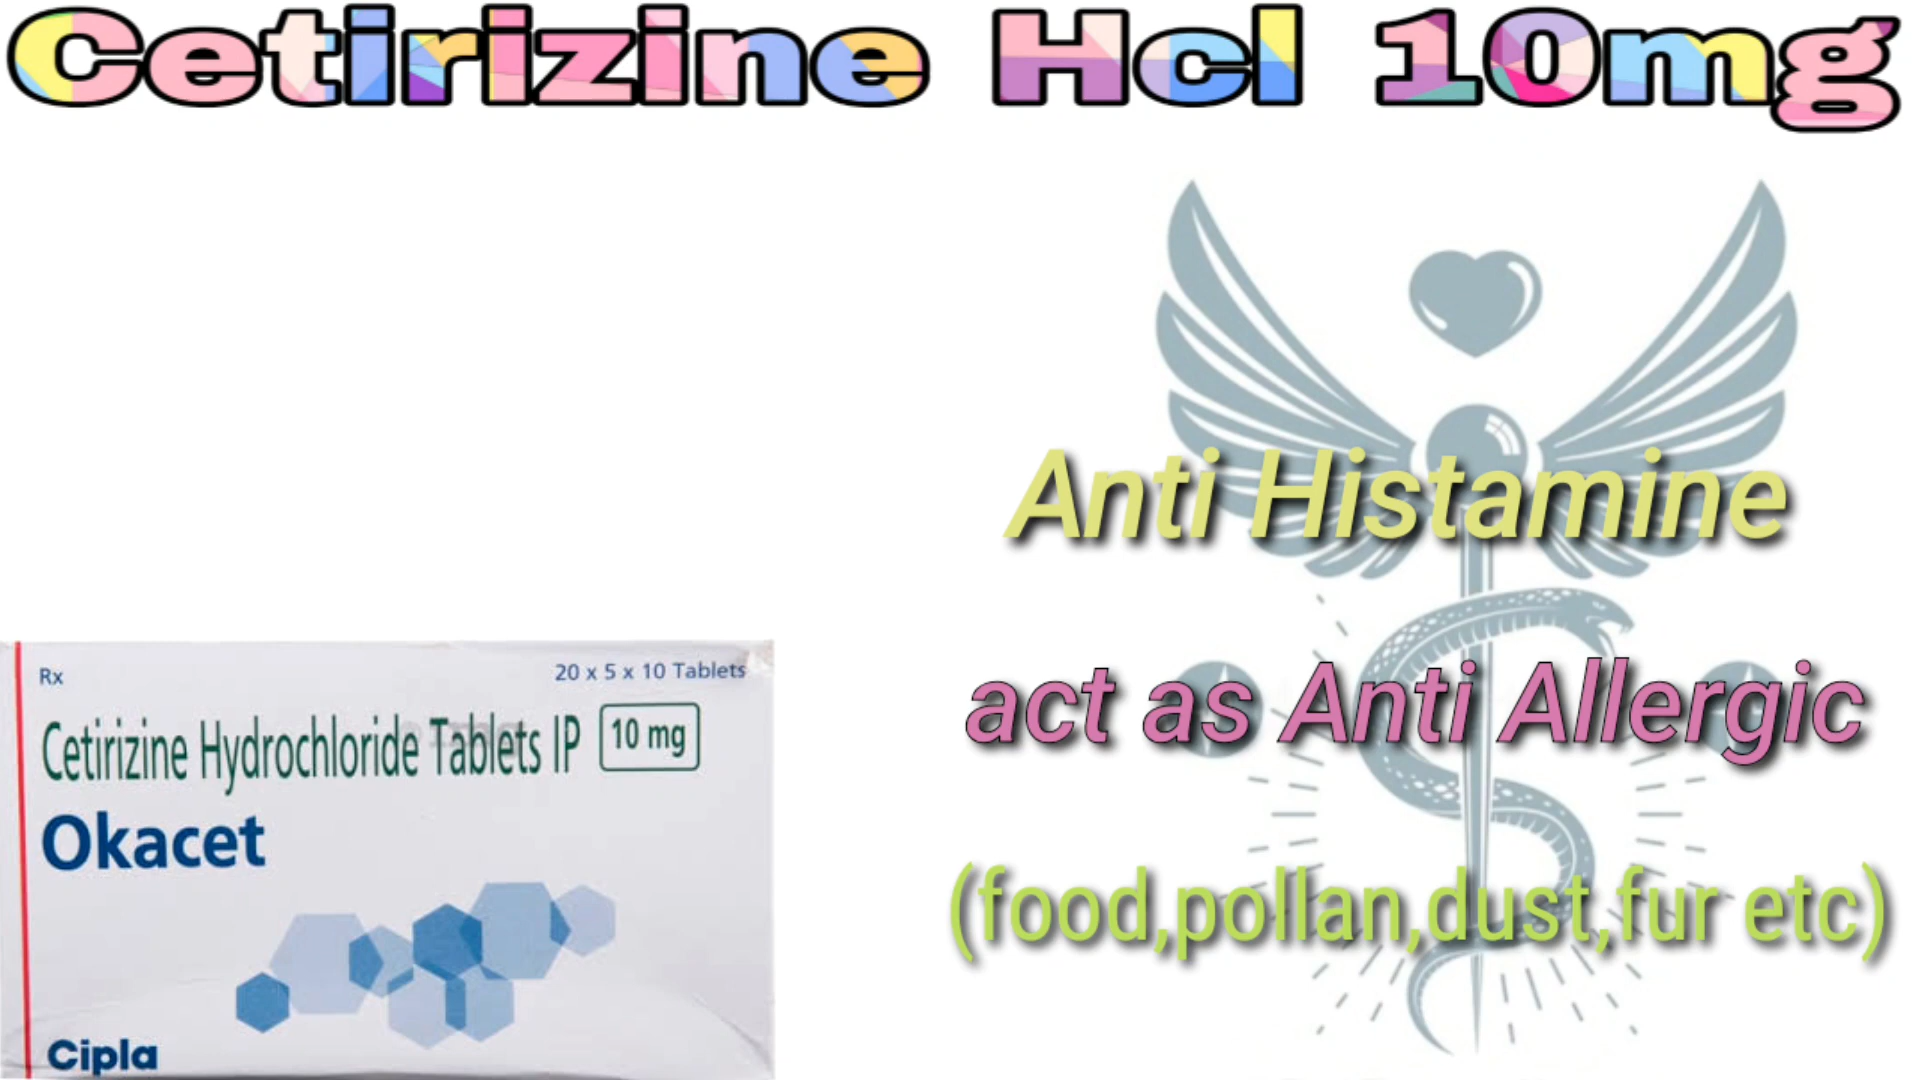 Cetirizine Hcl 10mg
Anti Histamine
act as Anti Allergic
(food,pollan,dust,fur etc)
Rx
20 x 5 x 10 Tablets
Cetirizine Hydrochloride Tablets IP 10 mg
Okacet
Cipla